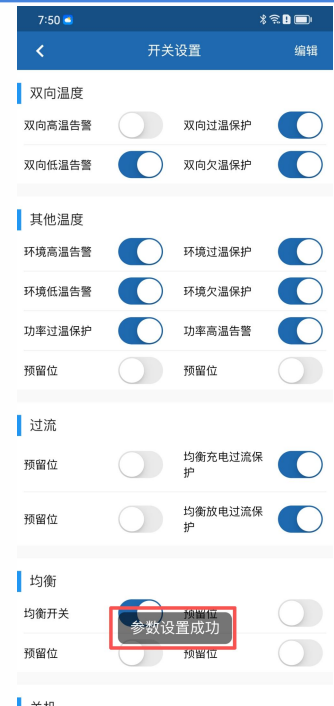 7:50
开关设置
编辑
双向温度
双向高温告警
双向过温保护
双向低温告警
双向欠温保护
其他温度
环境高温告警
环境过温保护
环境低温告警
环境欠温保护
功率过温保护
功率高温告警
预留位
预留位
过流
预留位
均衡充电过流保
护
预留位
均衡放电过流保
护
均衡
均衡开关
预留位
参数设置成功
预留位
预留位